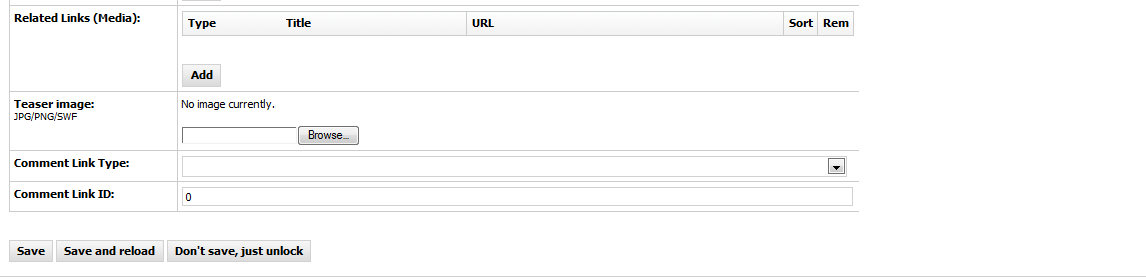 Related Links (Media):
Type Title URL Sort Rem
Add
Teaser image:
JPG/PNG/SWF
No image currently.
Browse...
Comment Link Type:
Comment Link ID:
0
Save Save and reload Don't save, just unlock